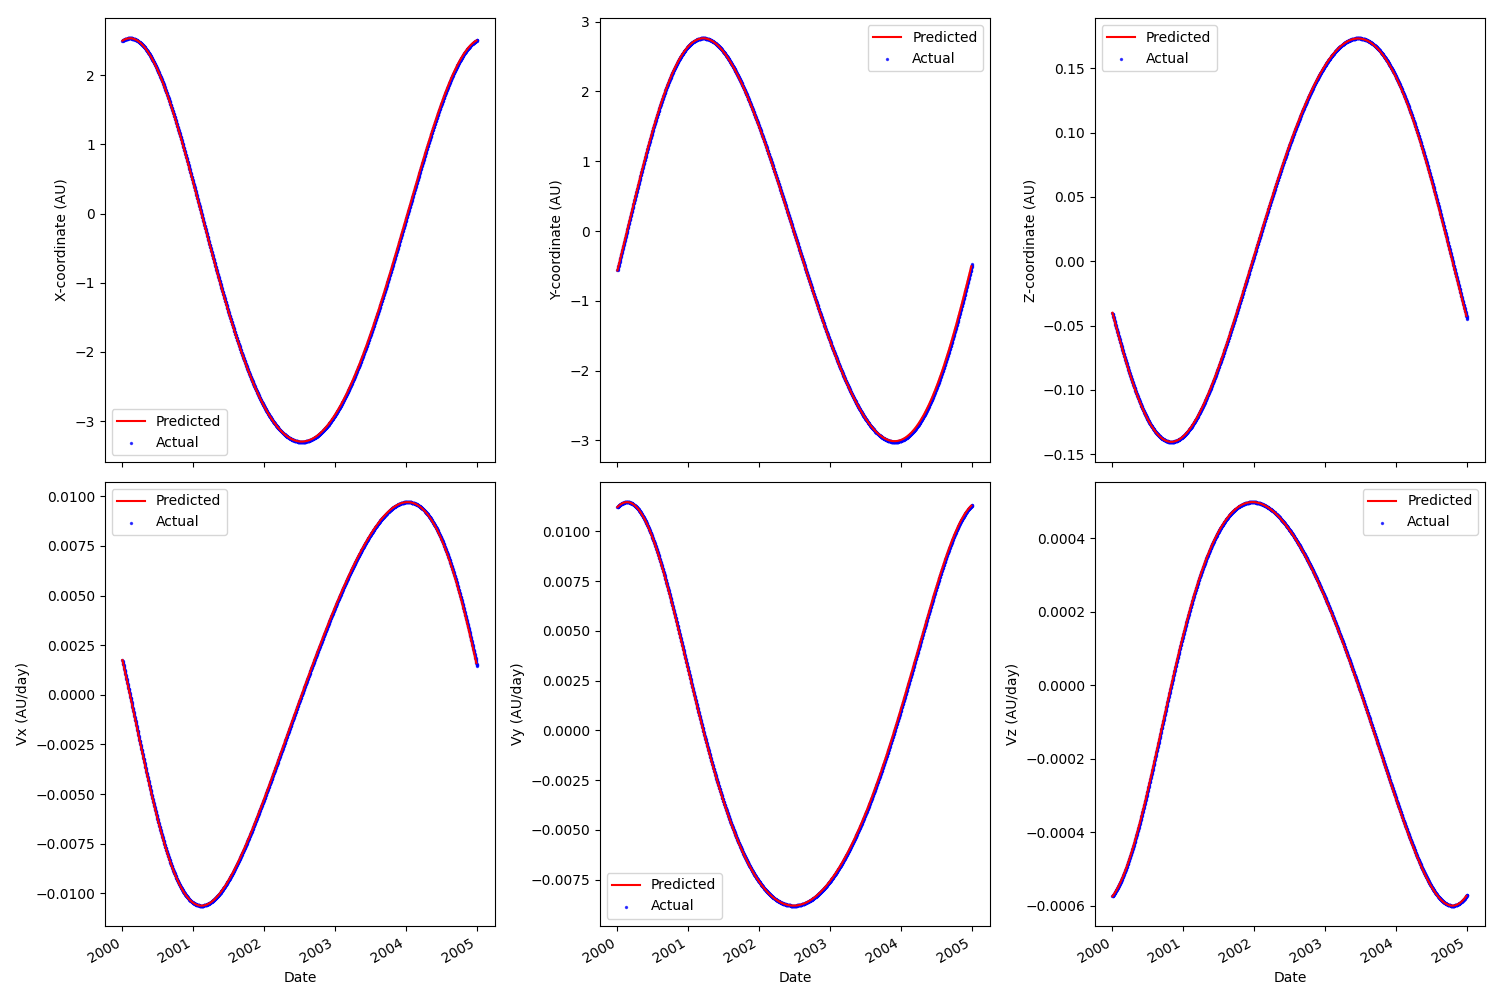 X-coordinate (AU)
2
1
0
−1
−2
−3
Predicted
Actual
Y-coordinate (AU)
3
2
1
0
−1
−2
−3
Predicted
Actual
Z-coordinate (AU)
0.15
0.10
0.05
0.00
−0.05
−0.10
−0.15
Predicted
Actual
Vx (AU/day)
0.0100
0.0075
0.0050
0.0025
0.0000
−0.0025
−0.0050
−0.0075
−0.0100
Predicted
Actual
2000
2001
2002
2003
2004
2005
Date
Vy (AU/day)
0.0100
0.0075
0.0050
0.0025
0.0000
−0.0025
−0.0050
−0.0075
Predicted
Actual
2000
2001
2002
2003
2004
2005
Date
Vz (AU/day)
0.0004
0.0002
0.0000
−0.0002
−0.0004
−0.0006
Predicted
Actual
2000
2001
2002
2003
2004
2005
Date